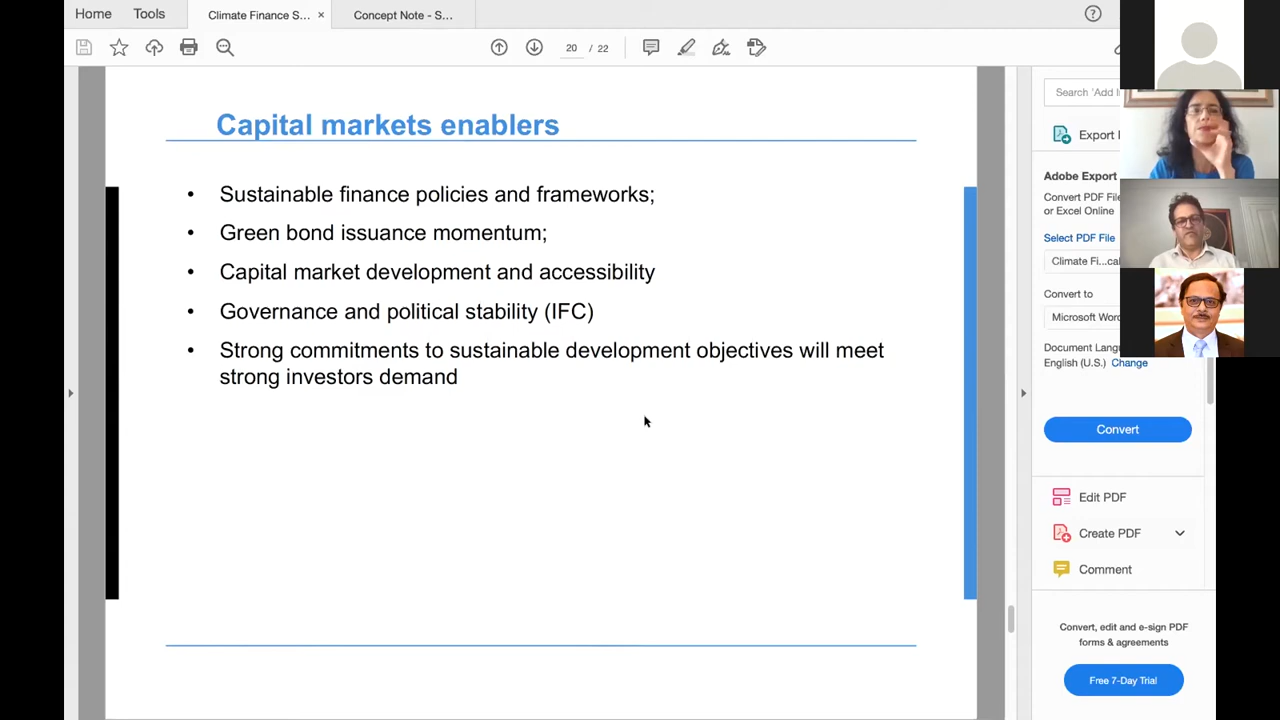 Home
Tools
Climate Finance S... ×
Concept Note - S...
?
20 / 22
Capital markets enablers
• Sustainable finance policies and frameworks;
• Green bond issuance momentum;
• Capital market development and accessibility
• Governance and political stability (IFC)
• Strong commitments to sustainable development objectives will meet
strong investors demand
Search 'Add
Export
Adobe Export
Convert PDF File
or Excel Online
Select PDF File
Climate Fi...ca
Convert to
Microsoft Word
Document Lang
English (U.S.) Change
Convert
Edit PDF
Create PDF
Comment
Convert, edit and e-sign PDF
forms & agreements
Free 7-Day Trial